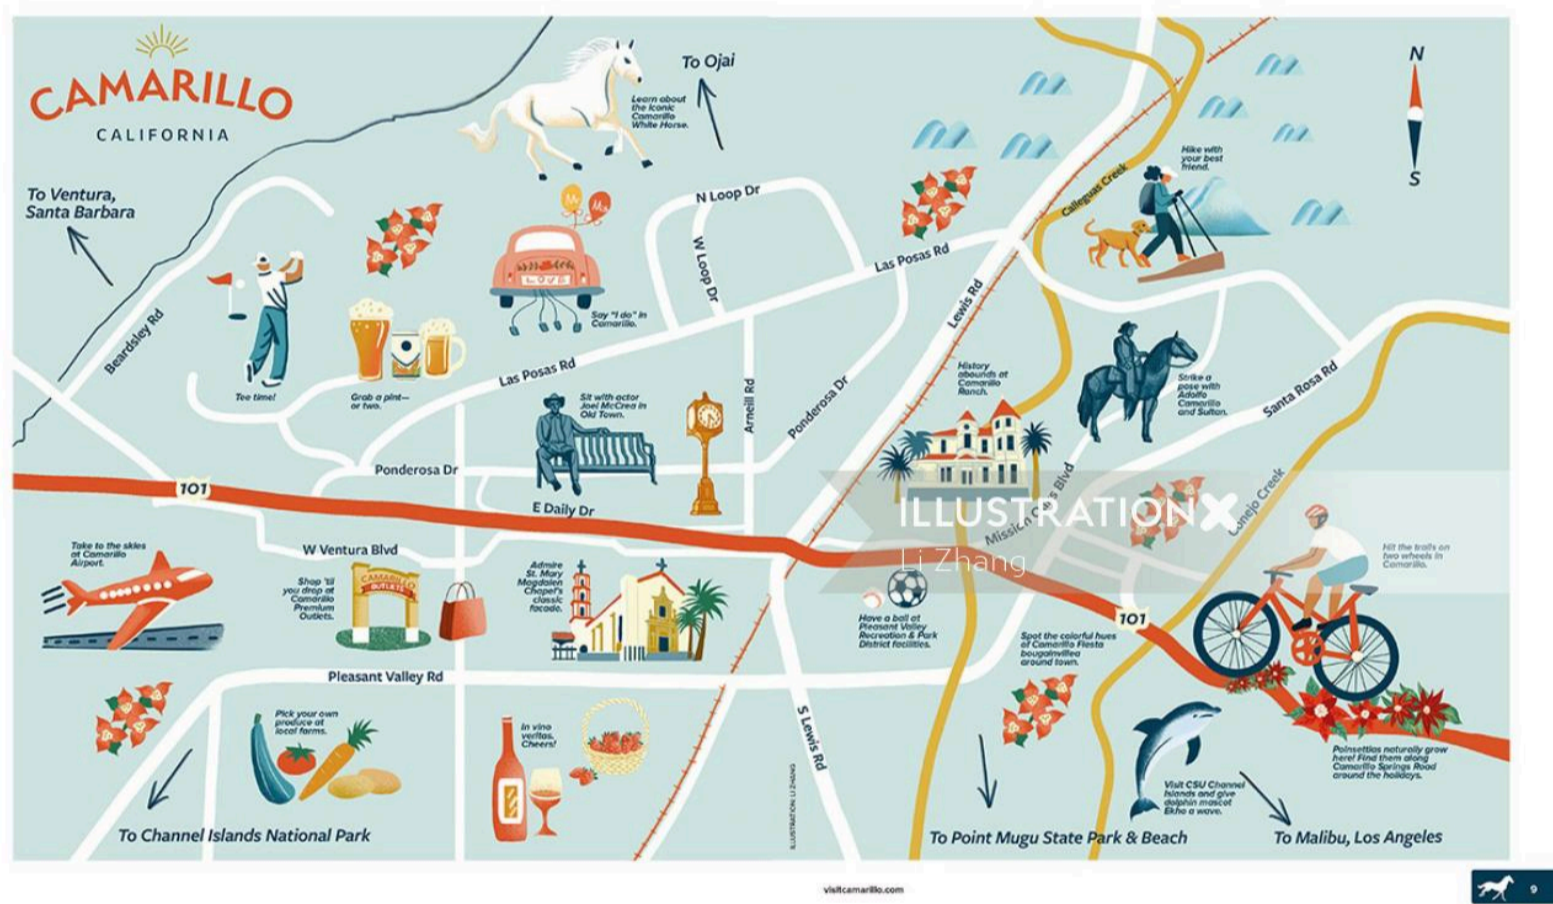 CAMARILLO
CALIFORNIA
To Ventura,
Santa Barbara
Learn about
the iconic
Camarillo
White Horse.
To Ojai
N
S
Hike with
your best
friend.
Calleguas Creek
N Loop Dr
W Loop Dr
Las Posas Rd
Lewis Rd
Beardsley Rd
Mr
Mrs
LOVE
Say "I do" in
Camarillo.
Tee time!
Grab a pint—
or two.
Las Posas Rd
Sit with actor
Joel McCrea in
Old Town.
Arneill Rd
Ponderosa Dr
History
abounds at
Camarillo
Ranch.
Strike a
pose with
Adolfo
Camarillo
and Sultan.
Santa Rosa Rd
Ponderosa Dr
101
E Daily Dr
ILLUSTRATIONX
Li Zhang
Mission Oaks Blvd
Conejo Creek
Hit the trails on
two wheels in
Camarillo.
Take to the skies
at Camarillo
Airport.
W Ventura Blvd
Shop 'til
you drop at
Camarillo
Premium
Outlets.
CAMARILLO
OUTLETS
Admire
St. Mary
Magdalen
Chapel's
classic
facade.
Have a ball at
Pleasant Valley
Recreation & Park
District facilities.
101
Spot the colorful hues
of Camarillo Fiesta
bougainvillea
around town.
Pleasant Valley Rd
Pick your own
produce at
local farms.
In vino
veritas.
Cheers!
S Lewis Rd
ILLUSTRATION: LI ZHANG
Visit CSU Channel
Islands and give
dolphin mascot
Ekho a wave.
Poinsettias naturally grow
here! Find them along
Camarillo Springs Road
around the holidays.
To Channel Islands National Park
To Point Mugu State Park & Beach
To Malibu, Los Angeles
visitcamarillo.com
9